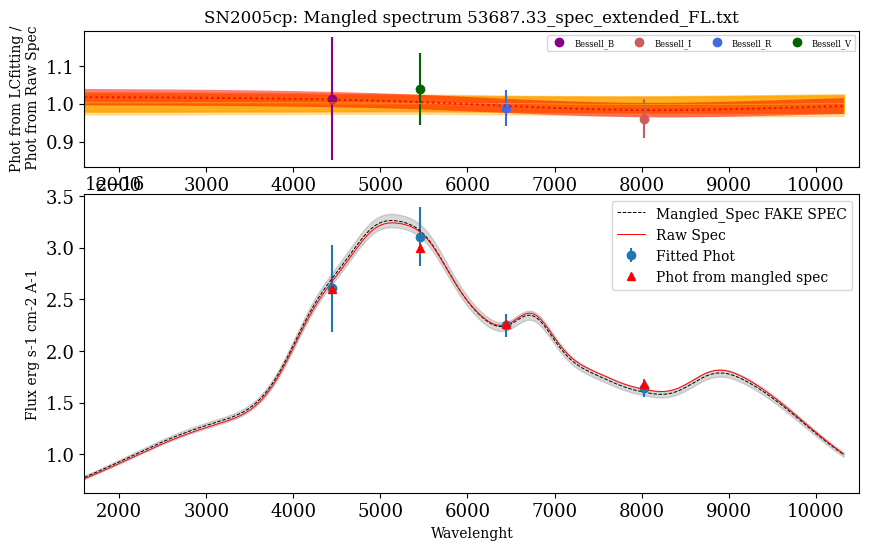 SN2005cp: Mangled spectrum 53687.33_spec_extended_FL.txt
Phot from LCfitting /
Phot from Raw Spec
Bessell_B Bessell_I Bessell_R Bessell_V
1.1
1.0
0.9
2000 3000 4000 5000 6000 7000 8000 9000 10000
1e−16
Flux erg s-1 cm-2 A-1
3.5
3.0
2.5
2.0
1.5
1.0
Mangled_Spec FAKE SPEC
Raw Spec
Fitted Phot
Phot from mangled spec
2000 3000 4000 5000 6000 7000 8000 9000 10000
Wavelenght